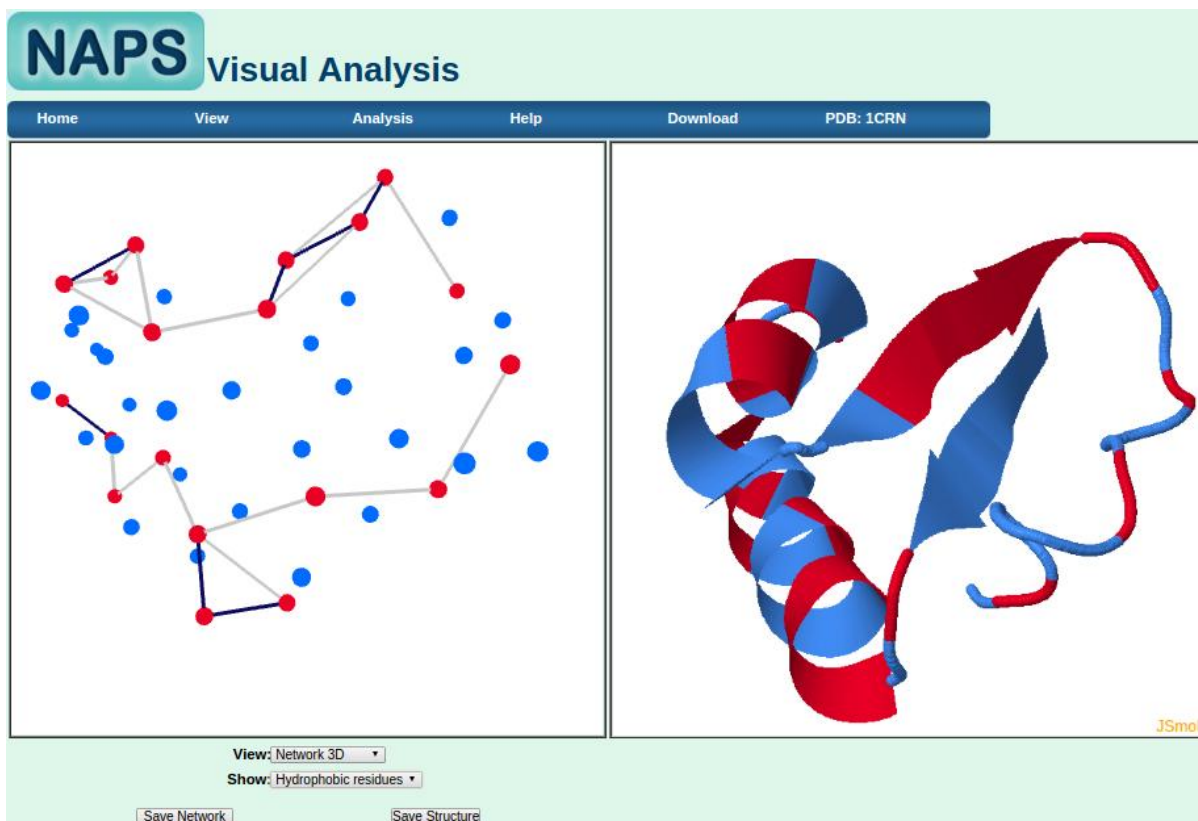 NAPS Visual Analysis
Home View Analysis Help Download PDB: 1CRN
JSmo
View: Network 3D
Show: Hydrophobic residues
Save Network Save Structure